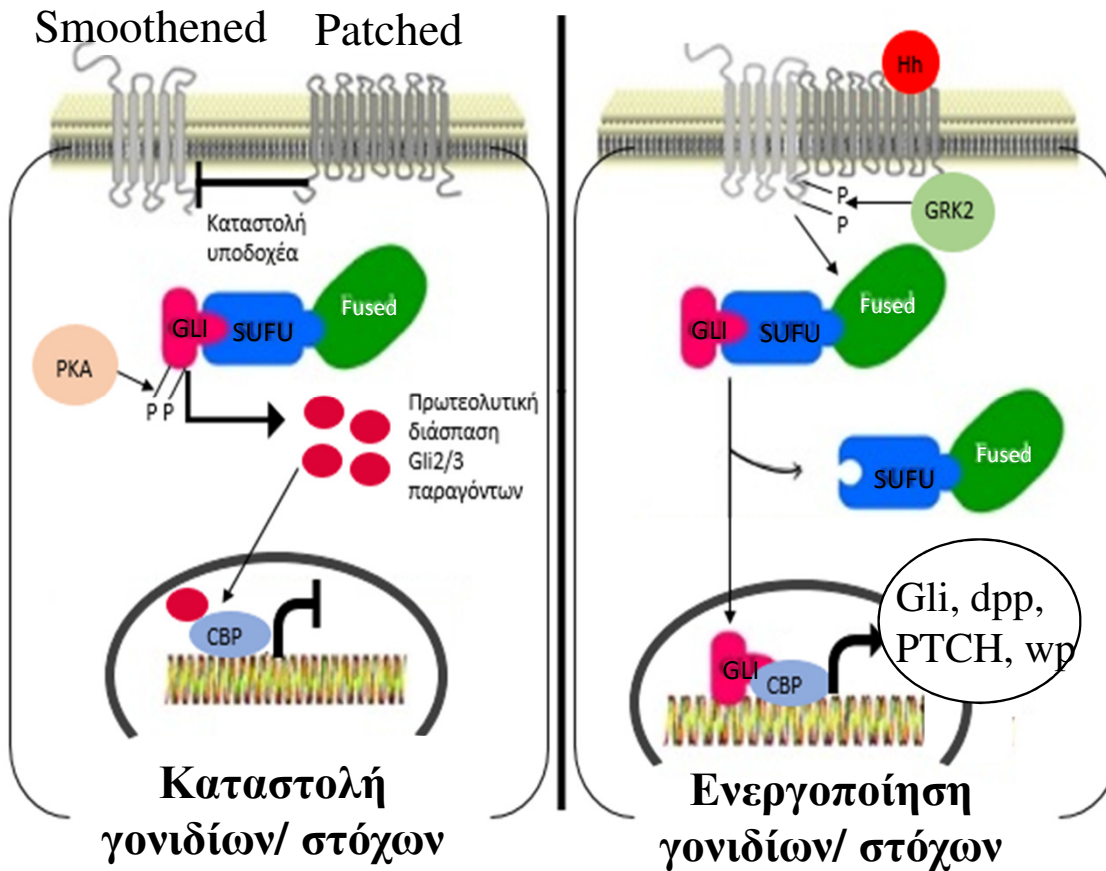 Smoothened
Patched
Καταστολή
υποδοχέα
GLI
SUFU
Fused
PKA
P P
Πρωτεολυτική
διάσπαση
Gli2/3
παραγόντων
CBP
Καταστολή
γονιδίων/ στόχων
Hh
P
P
GRK2
GLI
SUFU
Fused
SUFU
Fused
Gli, dpp,
PTCH, wp
GLI
CBP
Ενεργοποίηση
γονιδίων/ στόχων